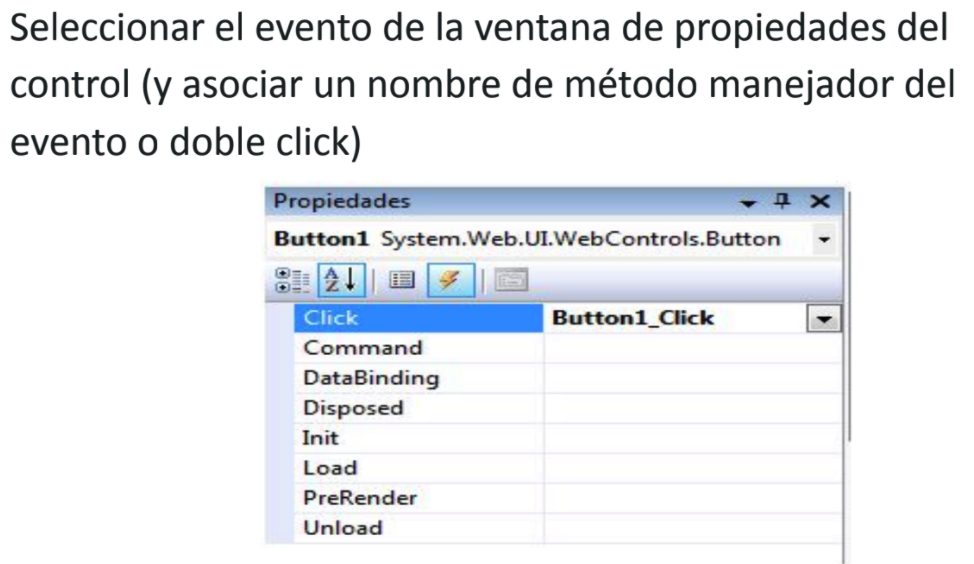 Seleccionar el evento de la ventana de propiedades del
control (y asociar un nombre de método manejador del
evento o doble click)
Propiedades
Button1 System.Web.UI.WebControls.Button
Click Button1_Click
Command
DataBinding
Disposed
Init
Load
PreRender
Unload